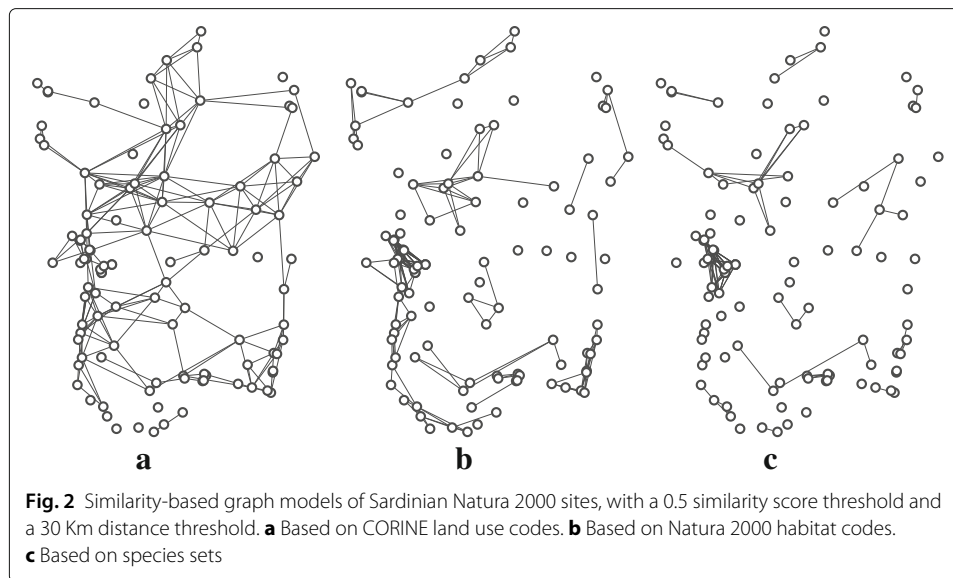 a b c
Fig. 2 Similarity-based graph models of Sardinian Natura 2000 sites, with a 0.5 similarity score threshold and
a 30 Km distance threshold. a Based on CORINE land use codes. b Based on Natura 2000 habitat codes.
c Based on species sets